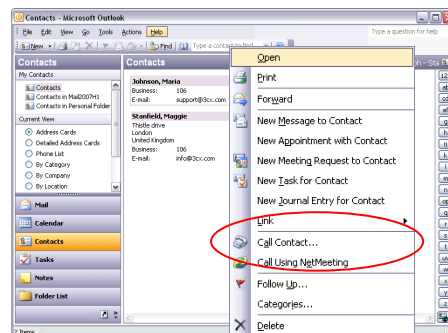 Contacts - Microsoft Outlook
File Edit View Go Tools Actions Help
Type a question for help
New Find Type a contact to find
Contacts
My Contacts
Contacts
Contacts in Mail2007H1
Contacts in Personal Folder
Current View
Address Cards
Detailed Address Cards
Phone List
By Category
By Company
By Location
Mail
Calendar
Contacts
Tasks
Notes
Folder List
2 Items
Contacts
Johnson, Maria
Business: 106
E-mail: support@3cx.com
Stanfield, Maggie
Thistle drive
London
United Kingdom
Business: 106
E-mail: info@3cx.com
Open
Print
Forward
New Message to Contact
New Appointment with Contact
New Meeting Request to Contact
New Task for Contact
New Journal Entry for Contact
Link
Call Contact...
Call Using NetMeeting
Follow Up...
Categories...
Delete
h - Sta
12
ab
cd